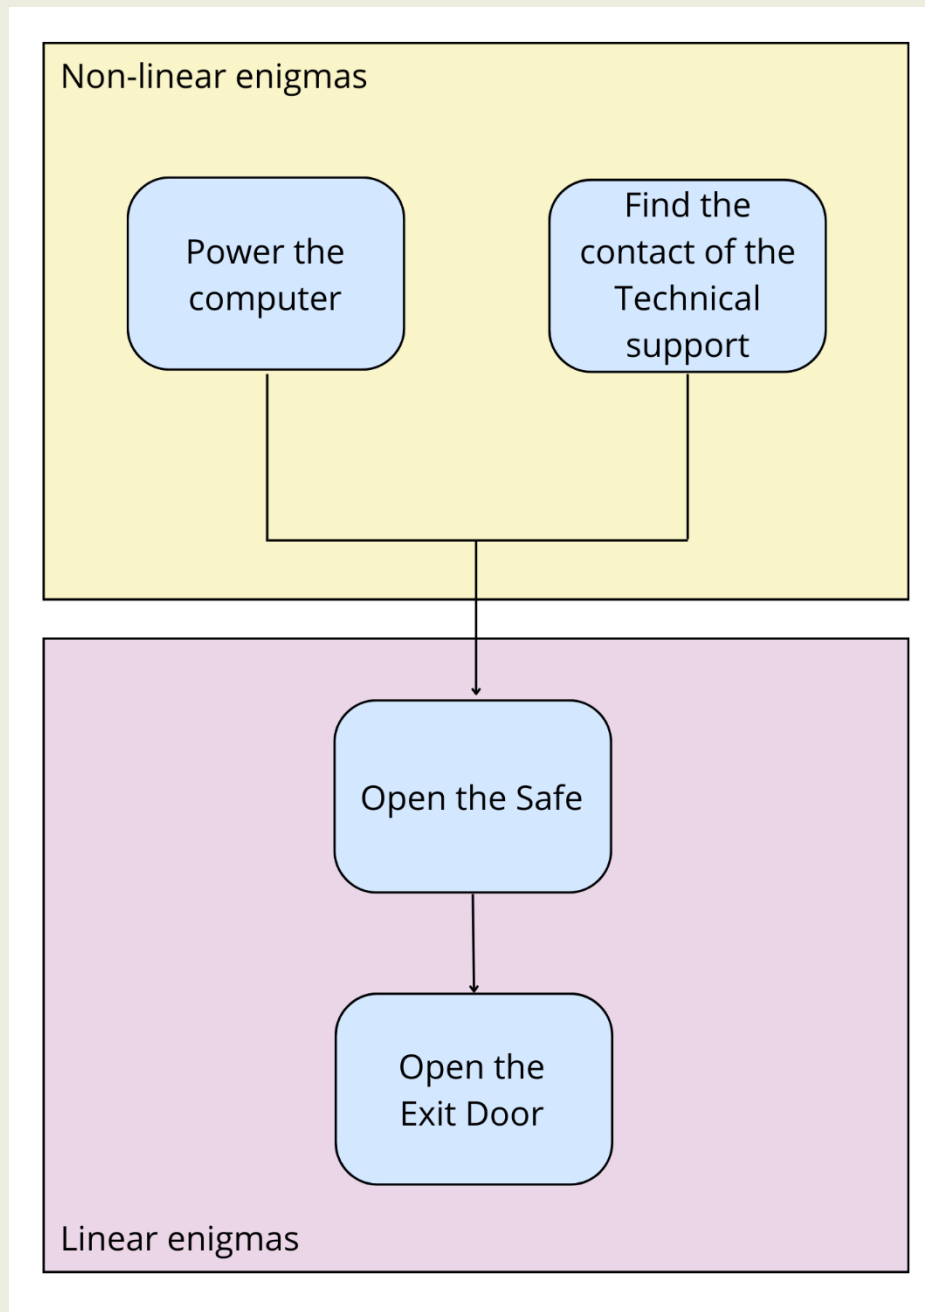 Non-linear enigmas
Power the
computer
Find the
contact of the
Technical
support
Open the Safe
Open the
Exit Door
Linear enigmas